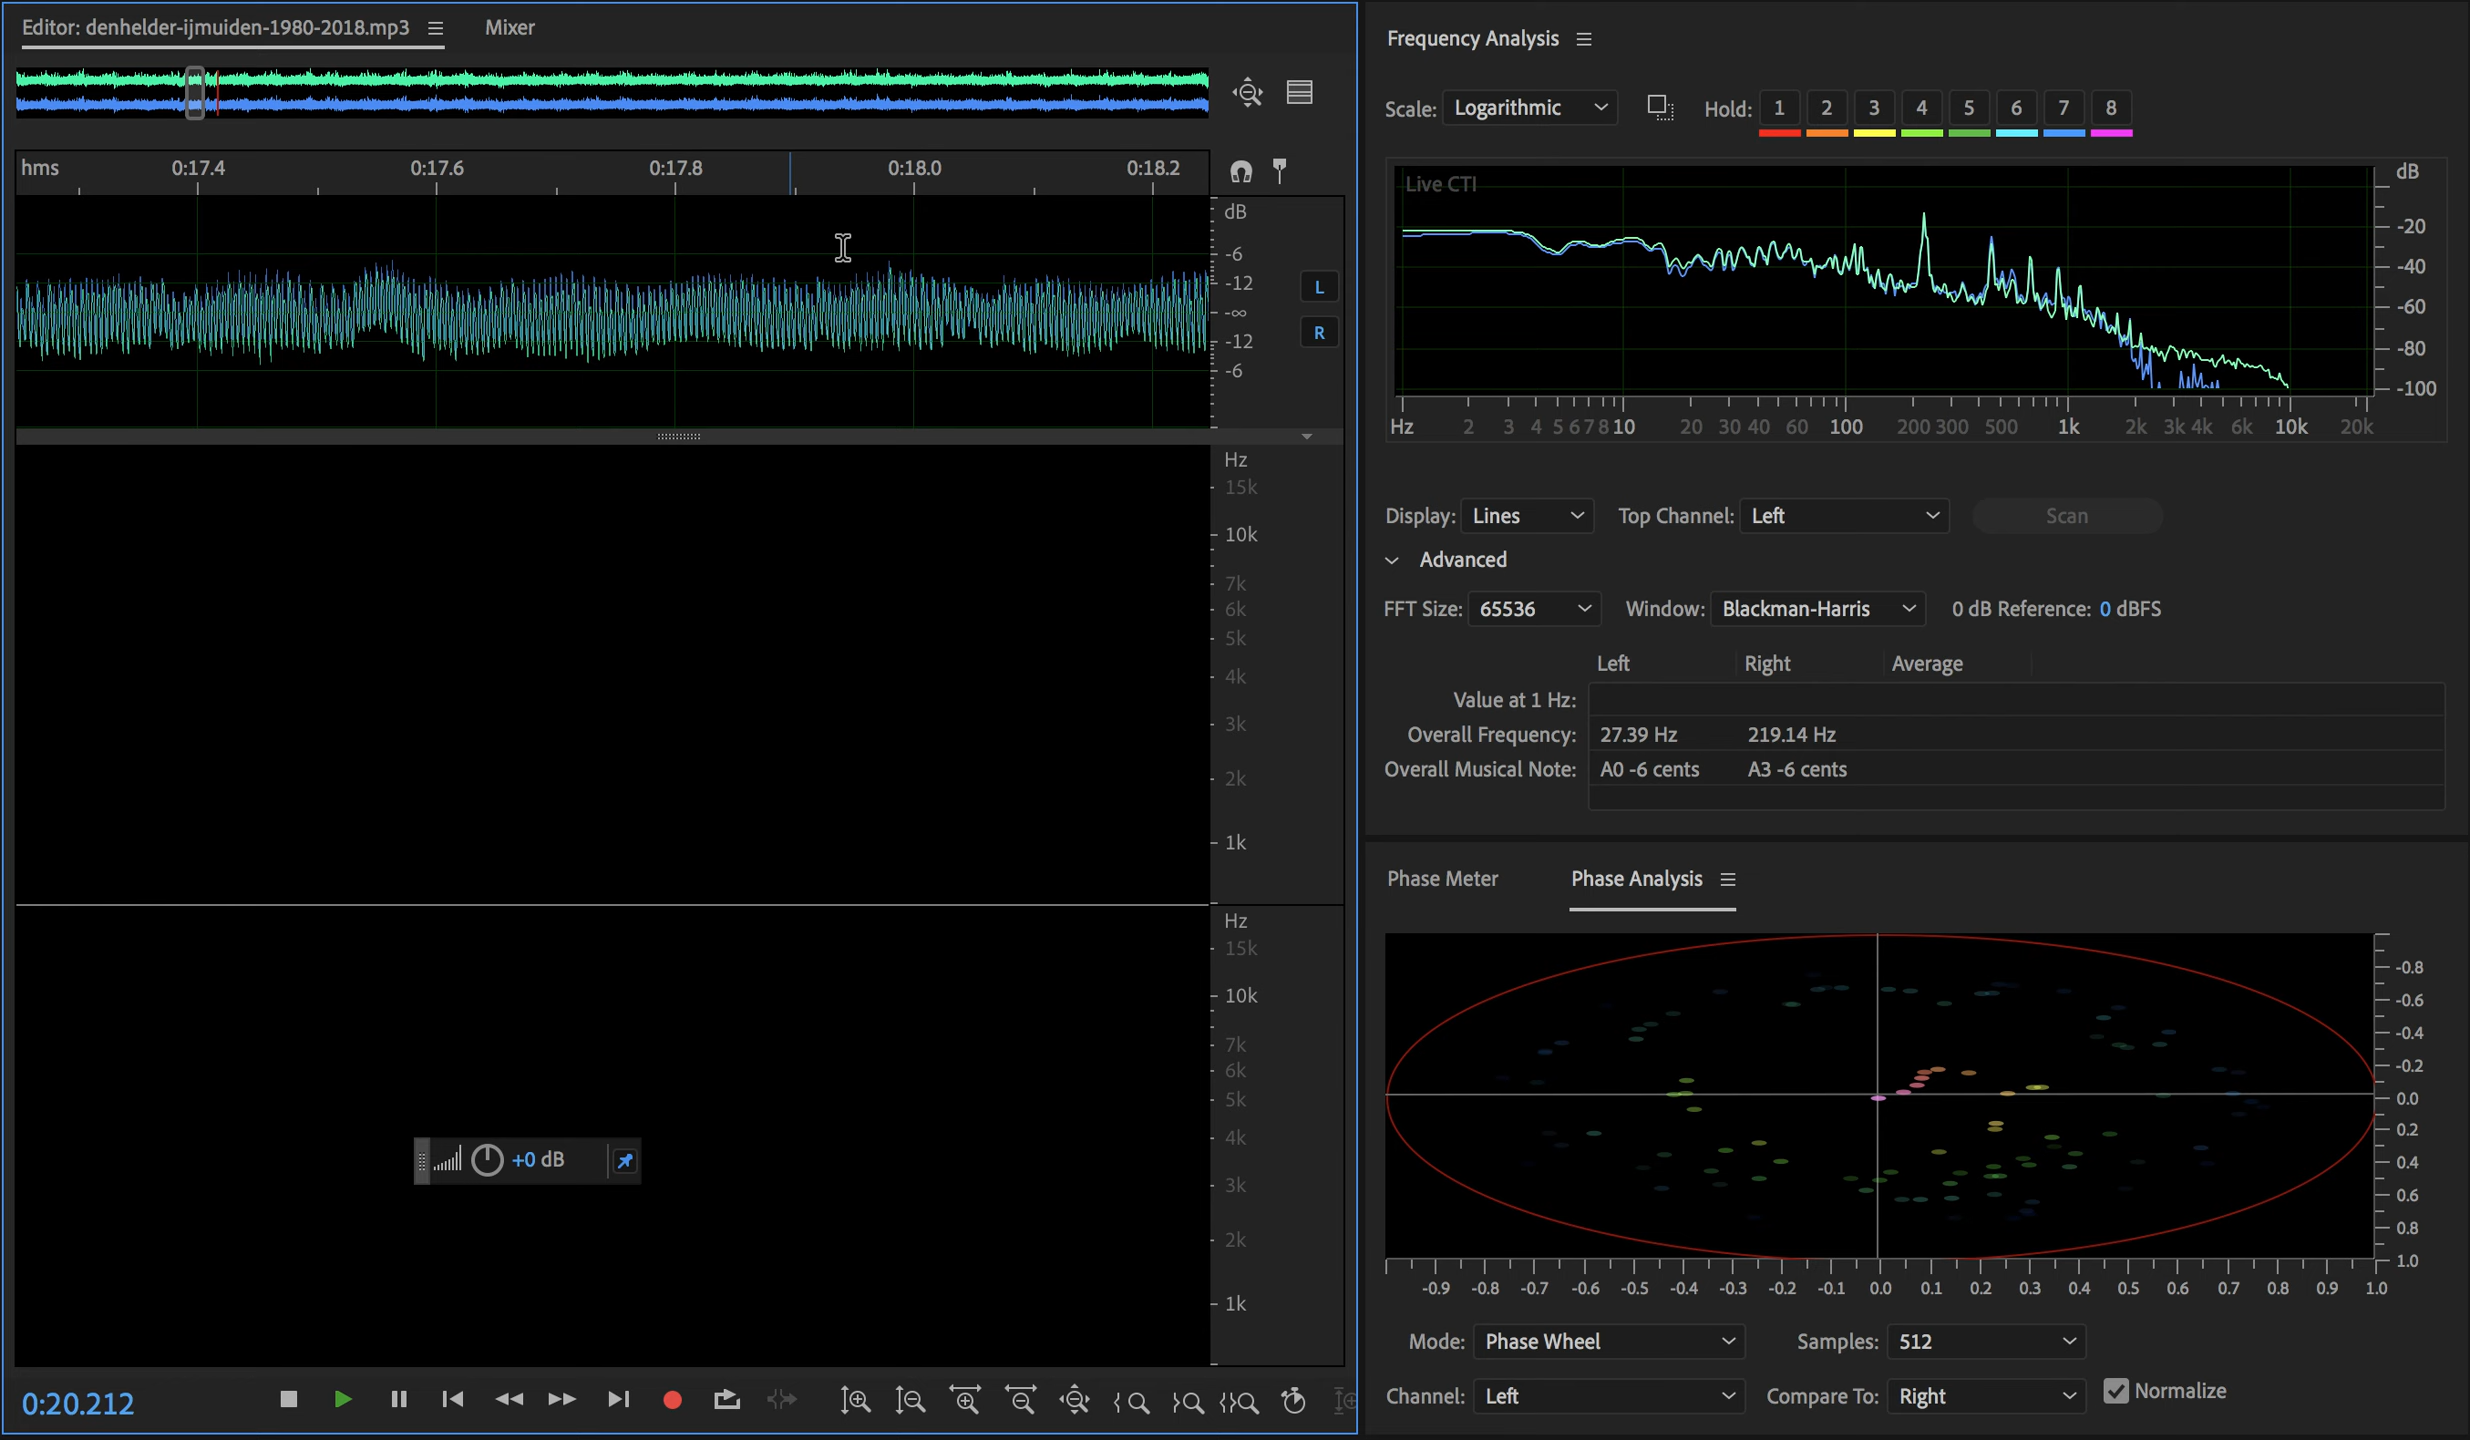 Editor: denhelder-ijmuiden-1980-2018.mp3 Mixer
hms 0:17.4 0:17.6 0:17.8 0:18.0 0:18.2
dB
-6
-12
-∞
-12
-6
L
R
Hz
15k
10k
7k
6k
5k
4k
3k
2k
1k
Hz
15k
10k
7k
6k
5k
4k
3k
2k
1k
+0 dB
0:20.212
Frequency Analysis
Scale: Logarithmic Hold: 1 2 3 4 5 6 7 8
Live CTI
dB
-20
-40
-60
-80
-100
Hz 2 3 4 5 6 7 8 10 20 30 40 60 100 200 300 500 1k 2k 3k 4k 6k 10k 20k
Display: Lines Top Channel: Left Scan
Advanced
FFT Size: 65536 Window: Blackman-Harris 0 dB Reference: 0 dBFS
Left Right Average
Value at 1 Hz:
Overall Frequency: 27.39 Hz 219.14 Hz
Overall Musical Note: A0 -6 cents A3 -6 cents
Phase Meter Phase Analysis
-0.8
-0.6
-0.4
-0.2
0.0
0.2
0.4
0.6
0.8
1.0
-0.9 -0.8 -0.7 -0.6 -0.5 -0.4 -0.3 -0.2 -0.1 0.0 0.1 0.2 0.3 0.4 0.5 0.6 0.7 0.8 0.9 1.0
Mode: Phase Wheel Samples: 512
Channel: Left Compare To: Right Normalize